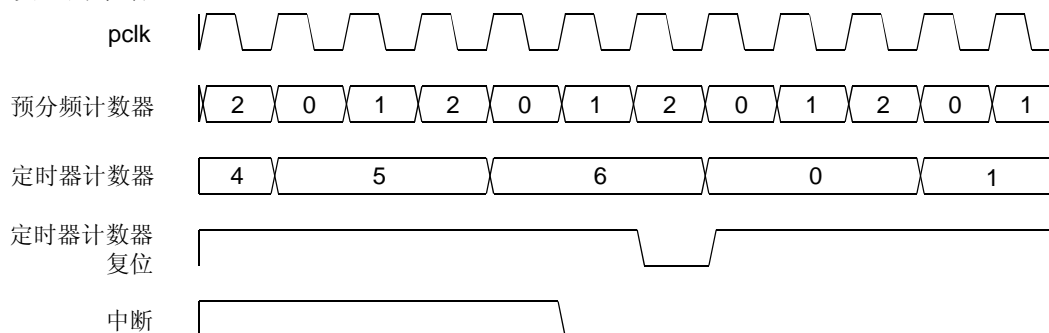 pclk
预分频计数器 2 0 1 2 0 1 2 0 1 2 0 1
定时器计数器 4 5 6 0 1
定时器计数器
复位
中断